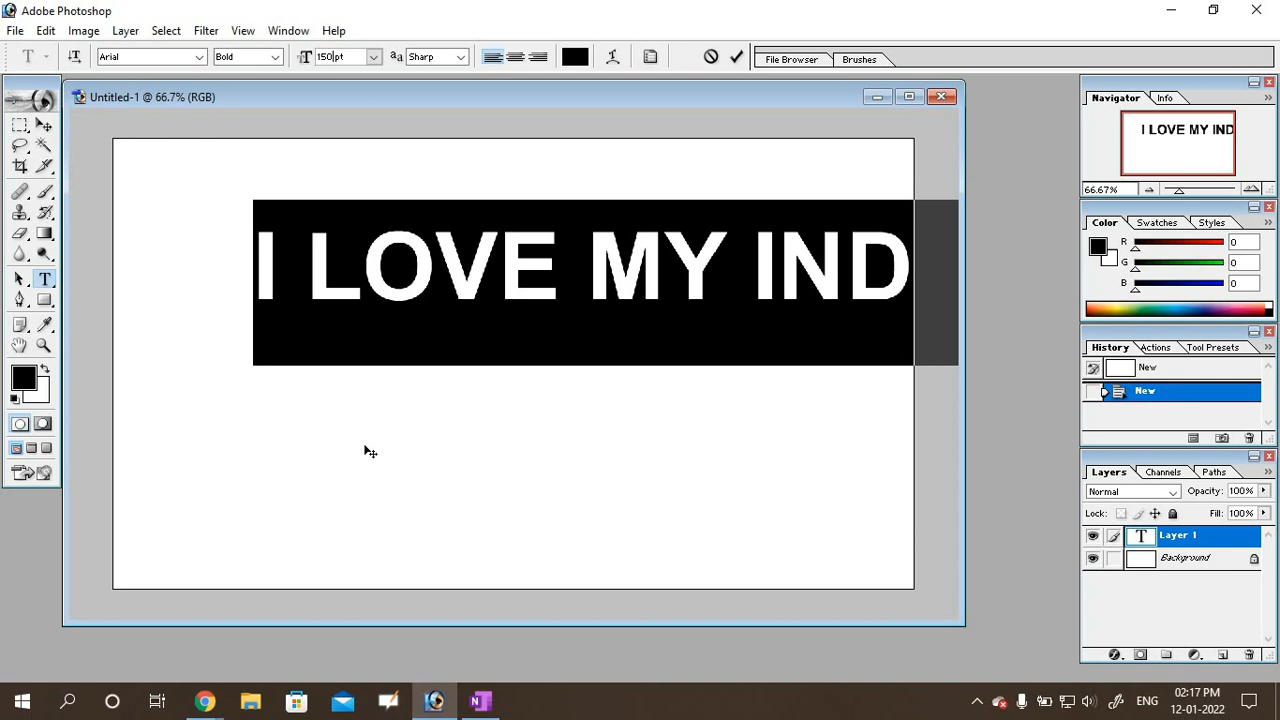 Adobe Photoshop
File Edit Image Layer Select Filter View Window Help
T Arial Bold T 150 pt aa Sharp File Browser Brushes
Untitled-1 @ 66.7% (RGB)
I LOVE MY IND
Navigator Info
I LOVE MY IND
66.67%
Color Swatches Styles
R 0
G 0
B 0
History Actions Tool Presets
New
New
Layers Channels Paths
Normal Opacity: 100%
Lock: Fill: 100%
T Layer 1
Background
ENG 02:17 PM
12-01-2022